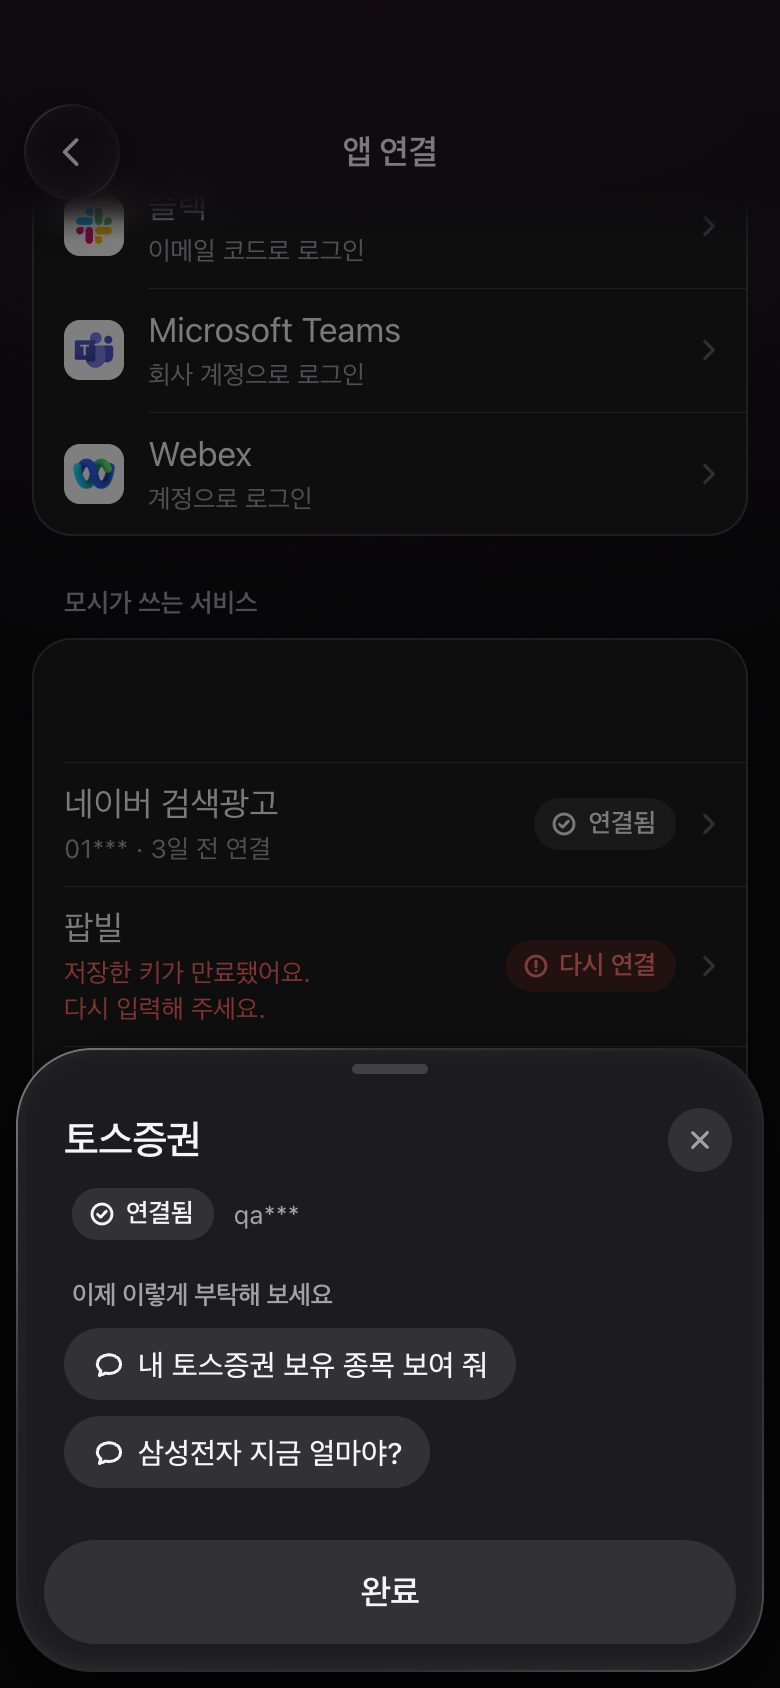 앱 연결
슬랙
이메일 코드로 로그인
Microsoft Teams
회사 계정으로 로그인
Webex
계정으로 로그인
모시가 쓰는 서비스
네이버 검색광고
01*** · 3일 전 연결
연결됨
팝빌
저장한 키가 만료됐어요.
다시 입력해 주세요.
다시 연결
토스증권
연결됨 qa***
이제 이렇게 부탁해 보세요
내 토스증권 보유 종목 보여 줘
삼성전자 지금 얼마야?
완료